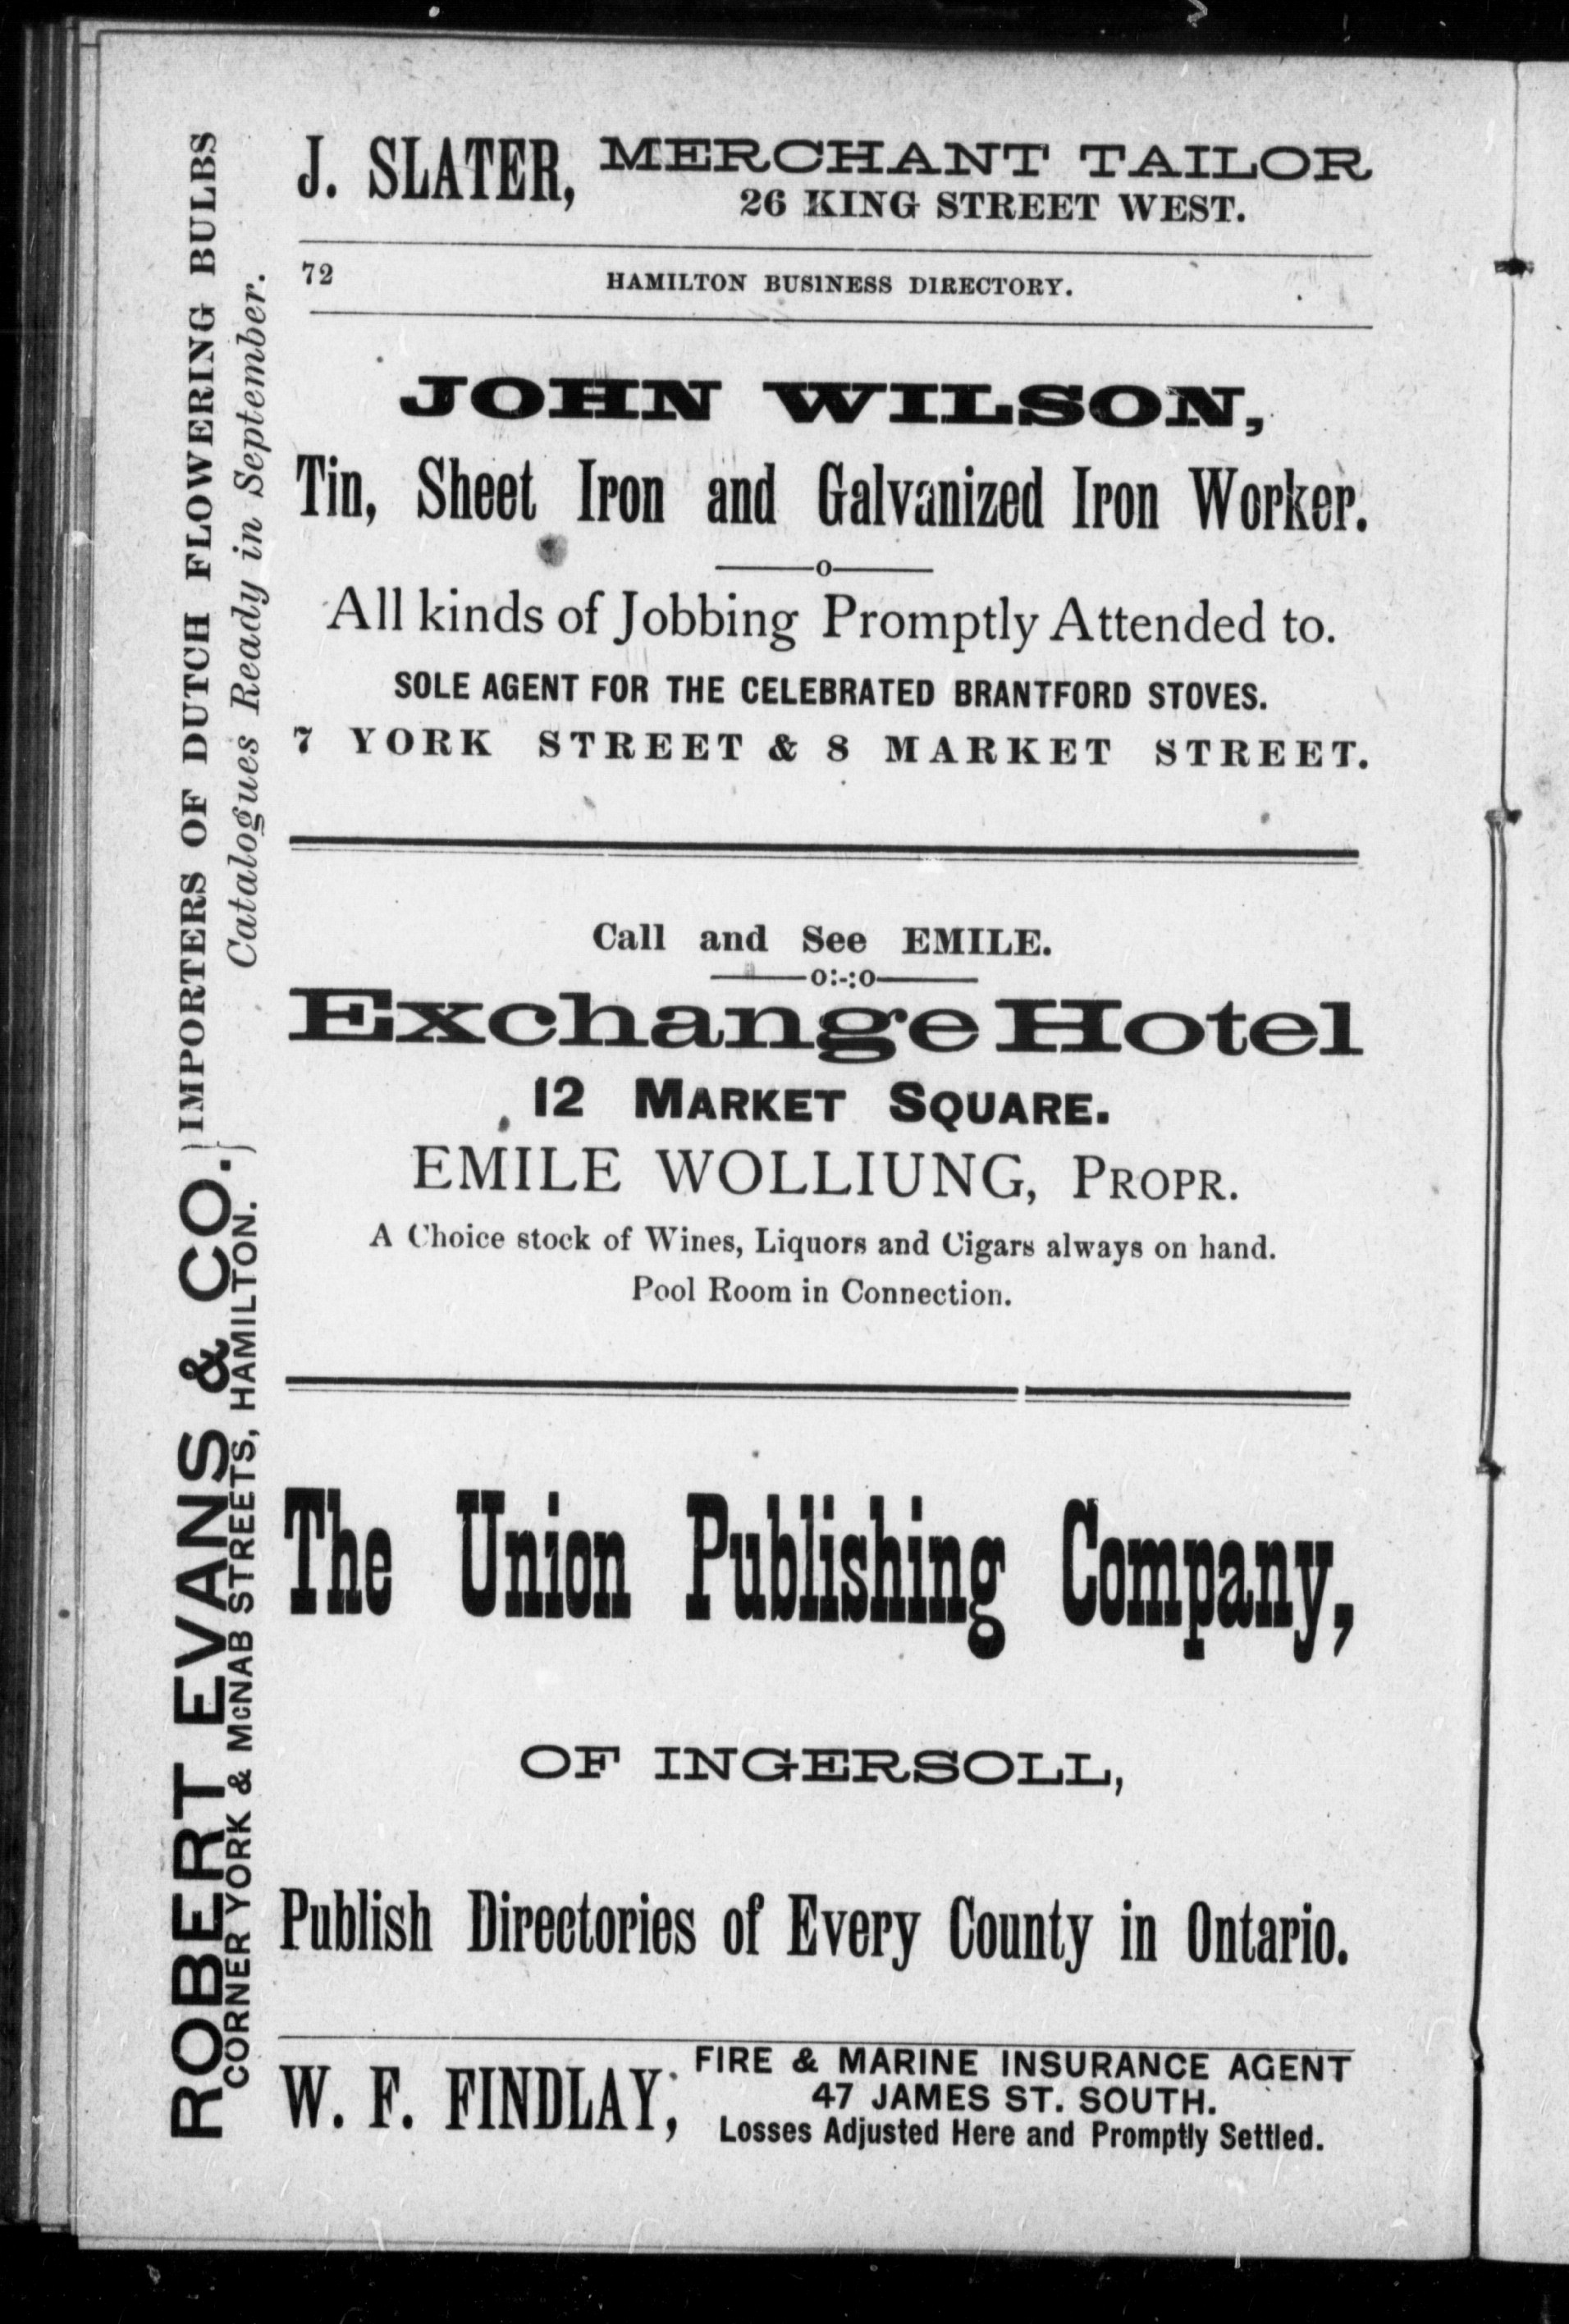 J. SLATER, MERCHANT TAILOR
26 KING STREET WEST.
72 HAMILTON BUSINESS DIRECTORY.
JOHN WILSON,
Tin, Sheet Iron and Galvanized Iron Worker.
——o——
All kinds of Jobbing Promptly Attended to.
SOLE AGENT FOR THE CELEBRATED BRANTFORD STOVES.
7 YORK STREET & 8 MARKET STREET.
Call and See EMILE.
——o:-:o——
Exchange Hotel
12 MARKET SQUARE.
EMILE WOLLIUNG, PROPR.
A Choice stock of Wines, Liquors and Cigars always on hand.
Pool Room in Connection.
The Union Publishing Company,
OF INGERSOLL,
Publish Directories of Every County in Ontario.
W. F. FINDLAY, FIRE & MARINE INSURANCE AGENT
47 JAMES ST. SOUTH.
Losses Adjusted Here and Promptly Settled.
ROBERT EVANS & CO. } IMPORTERS OF DUTCH FLOWERING BULBS
CORNER YORK & McNAB STREETS, HAMILTON. } Catalogues Ready in September.